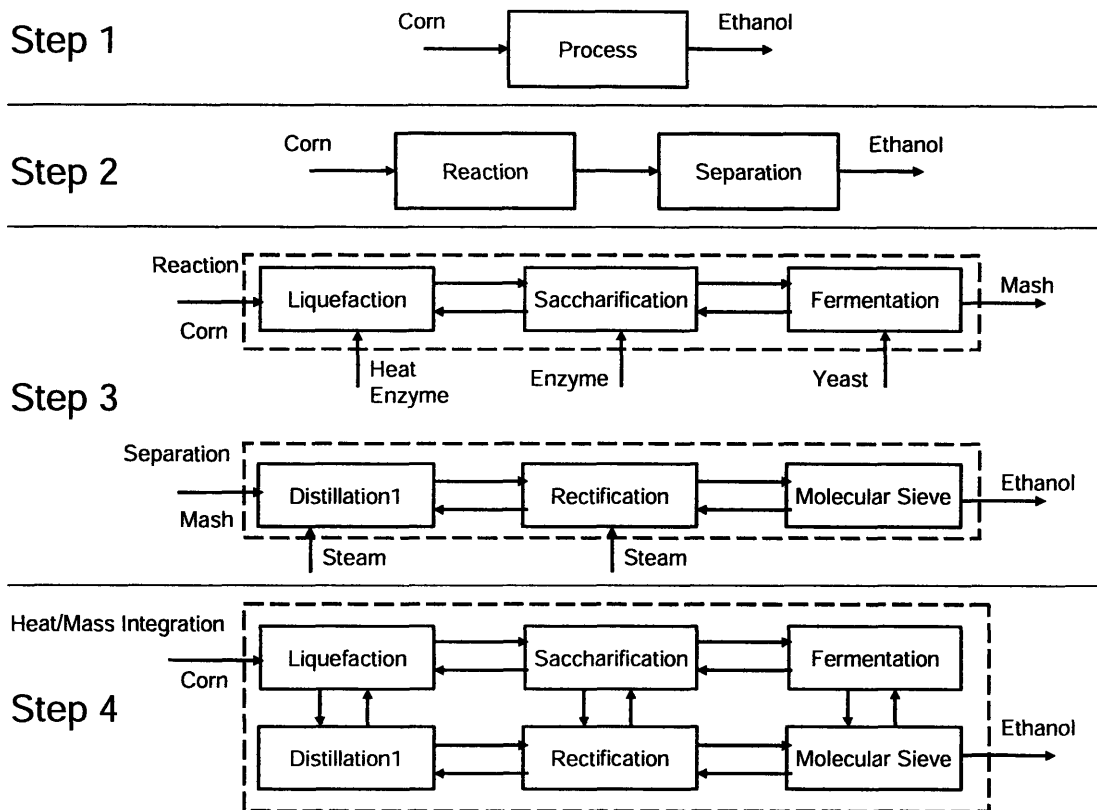 Step 1
Corn
Process
Ethanol
Step 2
Corn
Reaction
Separation
Ethanol
Step 3
Reaction
Corn
Liquefaction
Saccharification
Fermentation
Mash
Heat
Enzyme
Enzyme
Yeast
Separation
Mash
Distillation1
Rectification
Molecular Sieve
Ethanol
Steam
Steam
Step 4
Heat/Mass Integration
Corn
Liquefaction
Saccharification
Fermentation
Distillation1
Rectification
Molecular Sieve
Ethanol